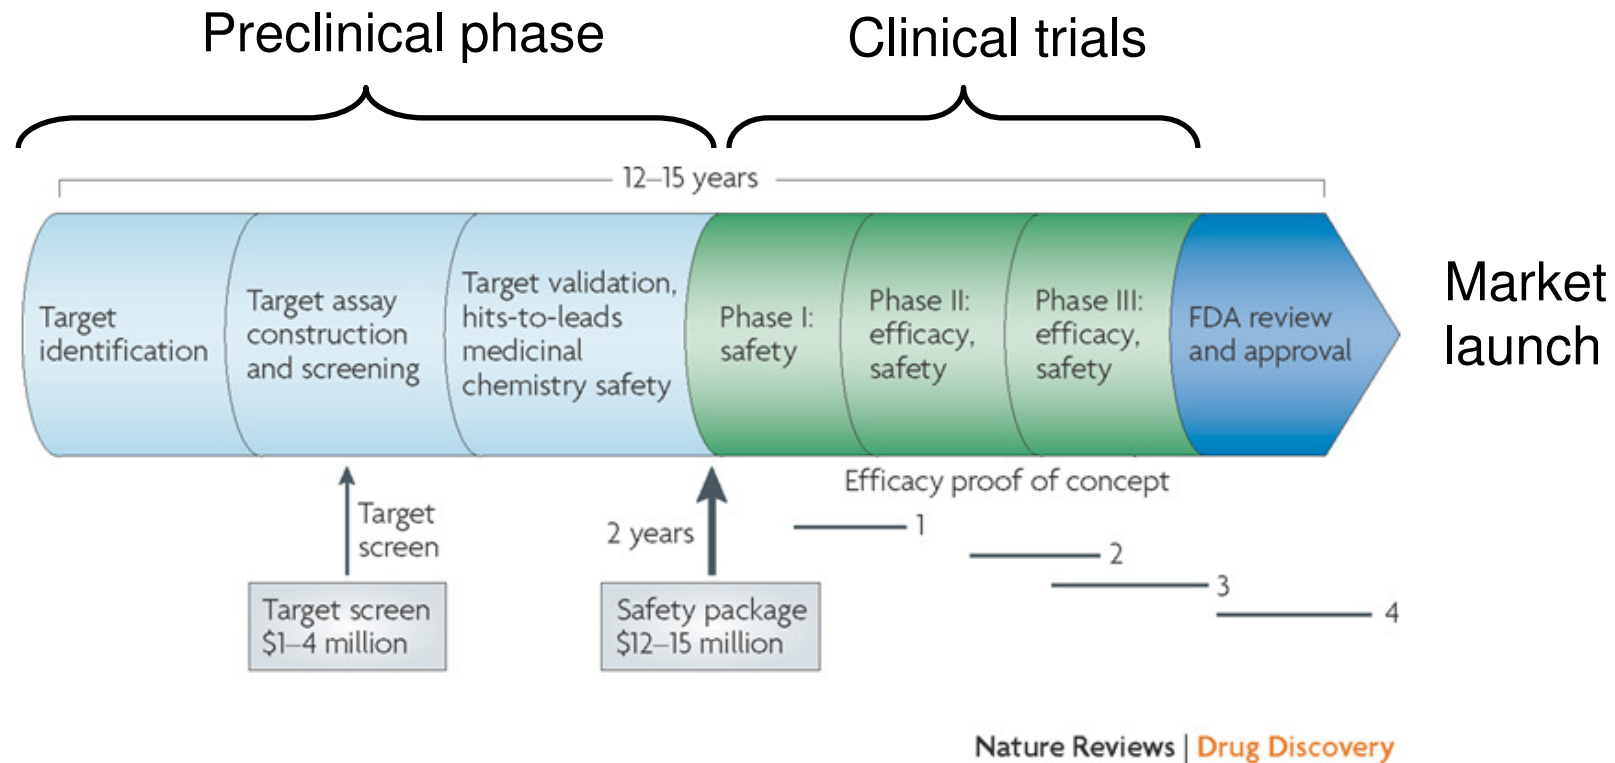 Preclinical phase
Clinical trials
12–15 years
Target
identification
Target assay
construction
and screening
Target validation,
hits-to-leads
medicinal
chemistry safety
Phase I:
safety
Phase II:
efficacy,
safety
Phase III:
efficacy,
safety
FDA review
and approval
Market
launch
Efficacy proof of concept
Target
screen
2 years
1
2
3
4
Target screen
$1–4 million
Safety package
$12–15 million
Nature Reviews | Drug Discovery